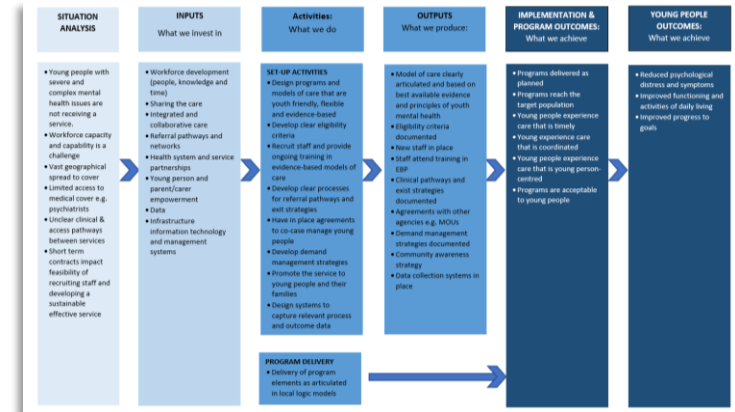 SITUATION
ANALYSIS
• Young people with
severe and
complex mental
health issues are
not receiving a
service.
• Workforce capacity
and capability is a
challenge
• Vast geographical
spread to cover
• Limited access to
medical cover e.g.
psychiatrists
• Unclear clinical &
access pathways
between services
• Short term
contracts impact
feasibility of
recruiting staff and
developing a
sustainable
effective service
INPUTS
What we invest in
• Workforce development
(people, knowledge and
time)
• Sharing the care
• Integrated and
collaborative care
• Referral pathways and
networks
• Health system and service
partnerships
• Young person and
parent/carer
empowerment
• Data
• Infrastructure
information technology
and management
systems
Activities:
What we do
SET-UP ACTIVITIES
• Design programs and
models of care that are
youth friendly, flexible
and evidence-based
• Develop clear eligibility
criteria
• Recruit staff and provide
ongoing training in
evidence-based models of
care
• Develop clear processes
for referral pathways and
exit strategies
• Have in place agreements
to co-case manage young
people
• Develop demand
management strategies
• Promote the service to
young people and their
families
• Design systems to
capture relevant process
and outcome data
PROGRAM DELIVERY
• Delivery of program
elements as articulated
in local logic models
OUTPUTS
What we produce:
• Model of care clearly
articulated and based on
best available evidence
and principles of youth
mental health
• Eligibility criteria
documented
• New staff in place
• Staff attend training in
EBP
• Clinical pathways and
exist strategies
documented
• Agreements with other
agencies e.g. MOUs
• Demand management
strategies documented
• Community awareness
strategy
• Data collection systems in
place
IMPLEMENTATION &
PROGRAM OUTCOMES:
What we achieve
• Programs delivered as
planned
• Programs reach the
target population
• Young people experience
care that is timely
• Young experience care
that is coordinated
• Young people experience
care that is young person-
centred
• Programs are acceptable
to young people
YOUNG PEOPLE
OUTCOMES:
What we achieve
• Reduced psychological
distress and symptoms
• Improved functioning and
activities of daily living
• Improved progress to
goals